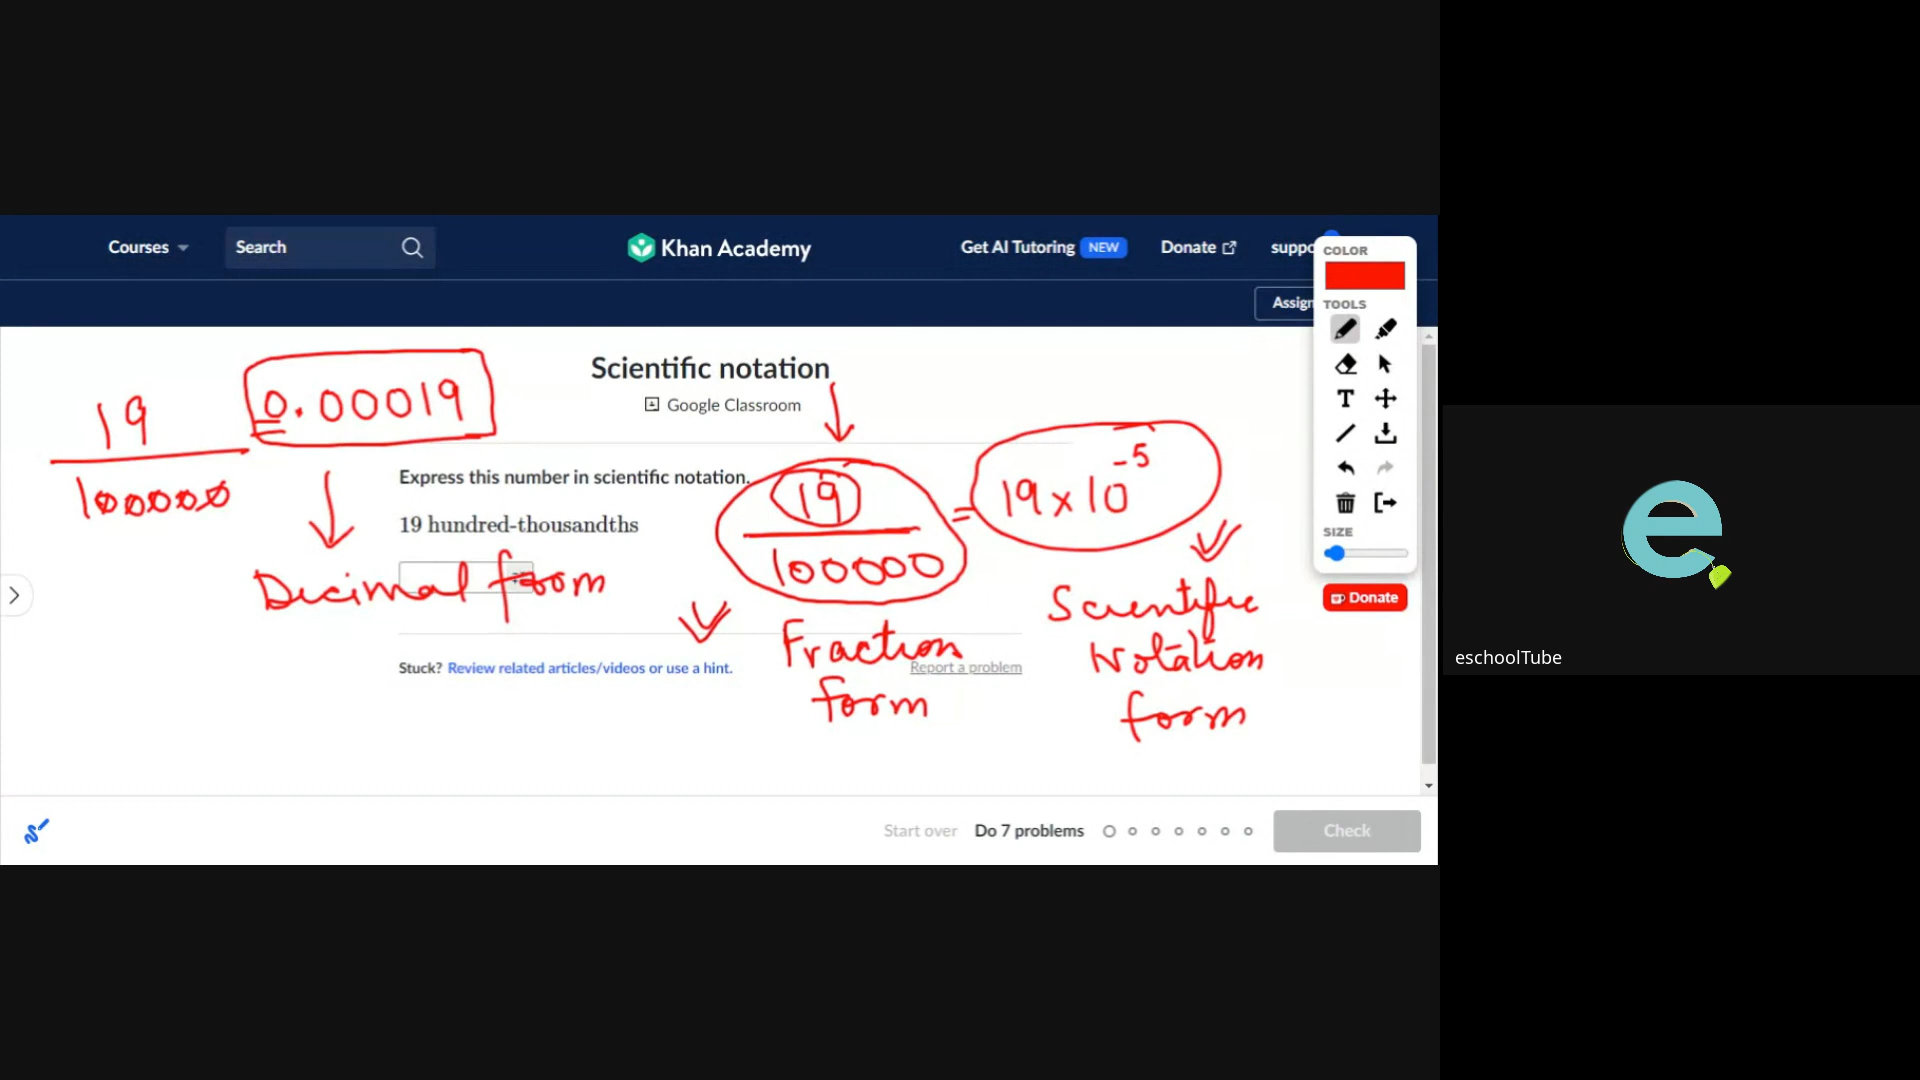 Courses
Search
Khan Academy
Get AI Tutoring NEW
Donate
suppo
Assign
COLOR
TOOLS
T
SIZE
Donate
Scientific notation
Google Classroom
19
100000
= 0.00019
Decimal form
Express this number in scientific notation.
19 hundred-thousandths
19
100000
= 19 x 10^-5
Fraction
form
Scientific
Notation
form
Stuck? Review related articles/videos or use a hint.
Report a problem
Start over
Do 7 problems
Check
e
eschoolTube